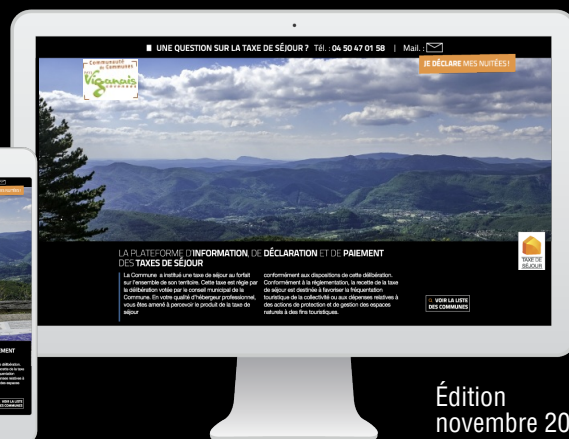 UNE QUESTION SUR LA TAXE DE SÉJOUR ? Tél. : 04 50 47 01 58 | Mail. :
JE DÉCLARE MES NUITÉES !
Communauté
de Communes
Viganais
LA PLATEFORME D'INFORMATION, DE DÉCLARATION ET DE PAIEMENT
DES TAXES DE SÉJOUR
La Commune a institué une taxe de séjour au forfait
sur l'ensemble de son territoire. Cette taxe est régie par
la délibération votée par le conseil municipal de la
Commune. En votre qualité d'hébergeur professionnel,
vous êtes amené à percevoir le produit de la taxe de
séjour
conformément aux dispositions de cette délibération.
Conformément à la réglementation, la recette de la taxe
de séjour est destinée à favoriser la fréquentation
touristique de la collectivité ou aux dépenses relatives à
des actions de protection et de gestion des espaces
naturels à des fins touristiques.
TAXE DE
SÉJOUR
VOIR LA LISTE
DES COMMUNES
VOIR LA LISTE
DES COMMUNES
Édition
novembre 20